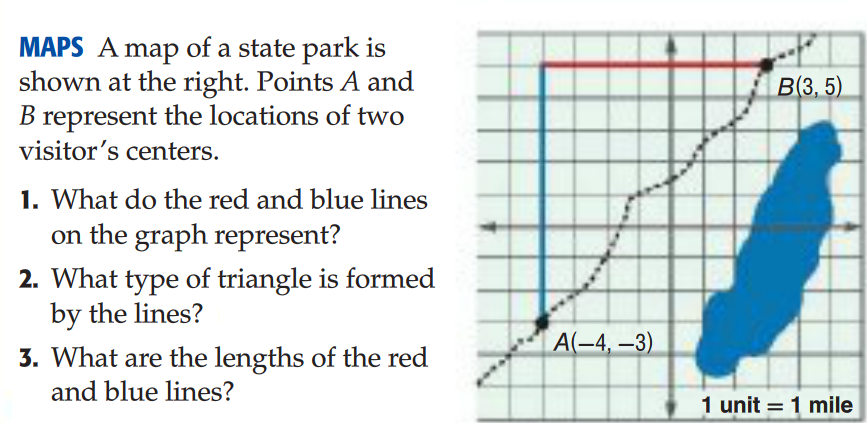 MAPS A map of a state park is
shown at the right. Points A and
B represent the locations of two
visitor's centers.
1. What do the red and blue lines
on the graph represent?
2. What type of triangle is formed
by the lines?
3. What are the lengths of the red
and blue lines?
B(3, 5)
A(–4, –3)
1 unit = 1 mile